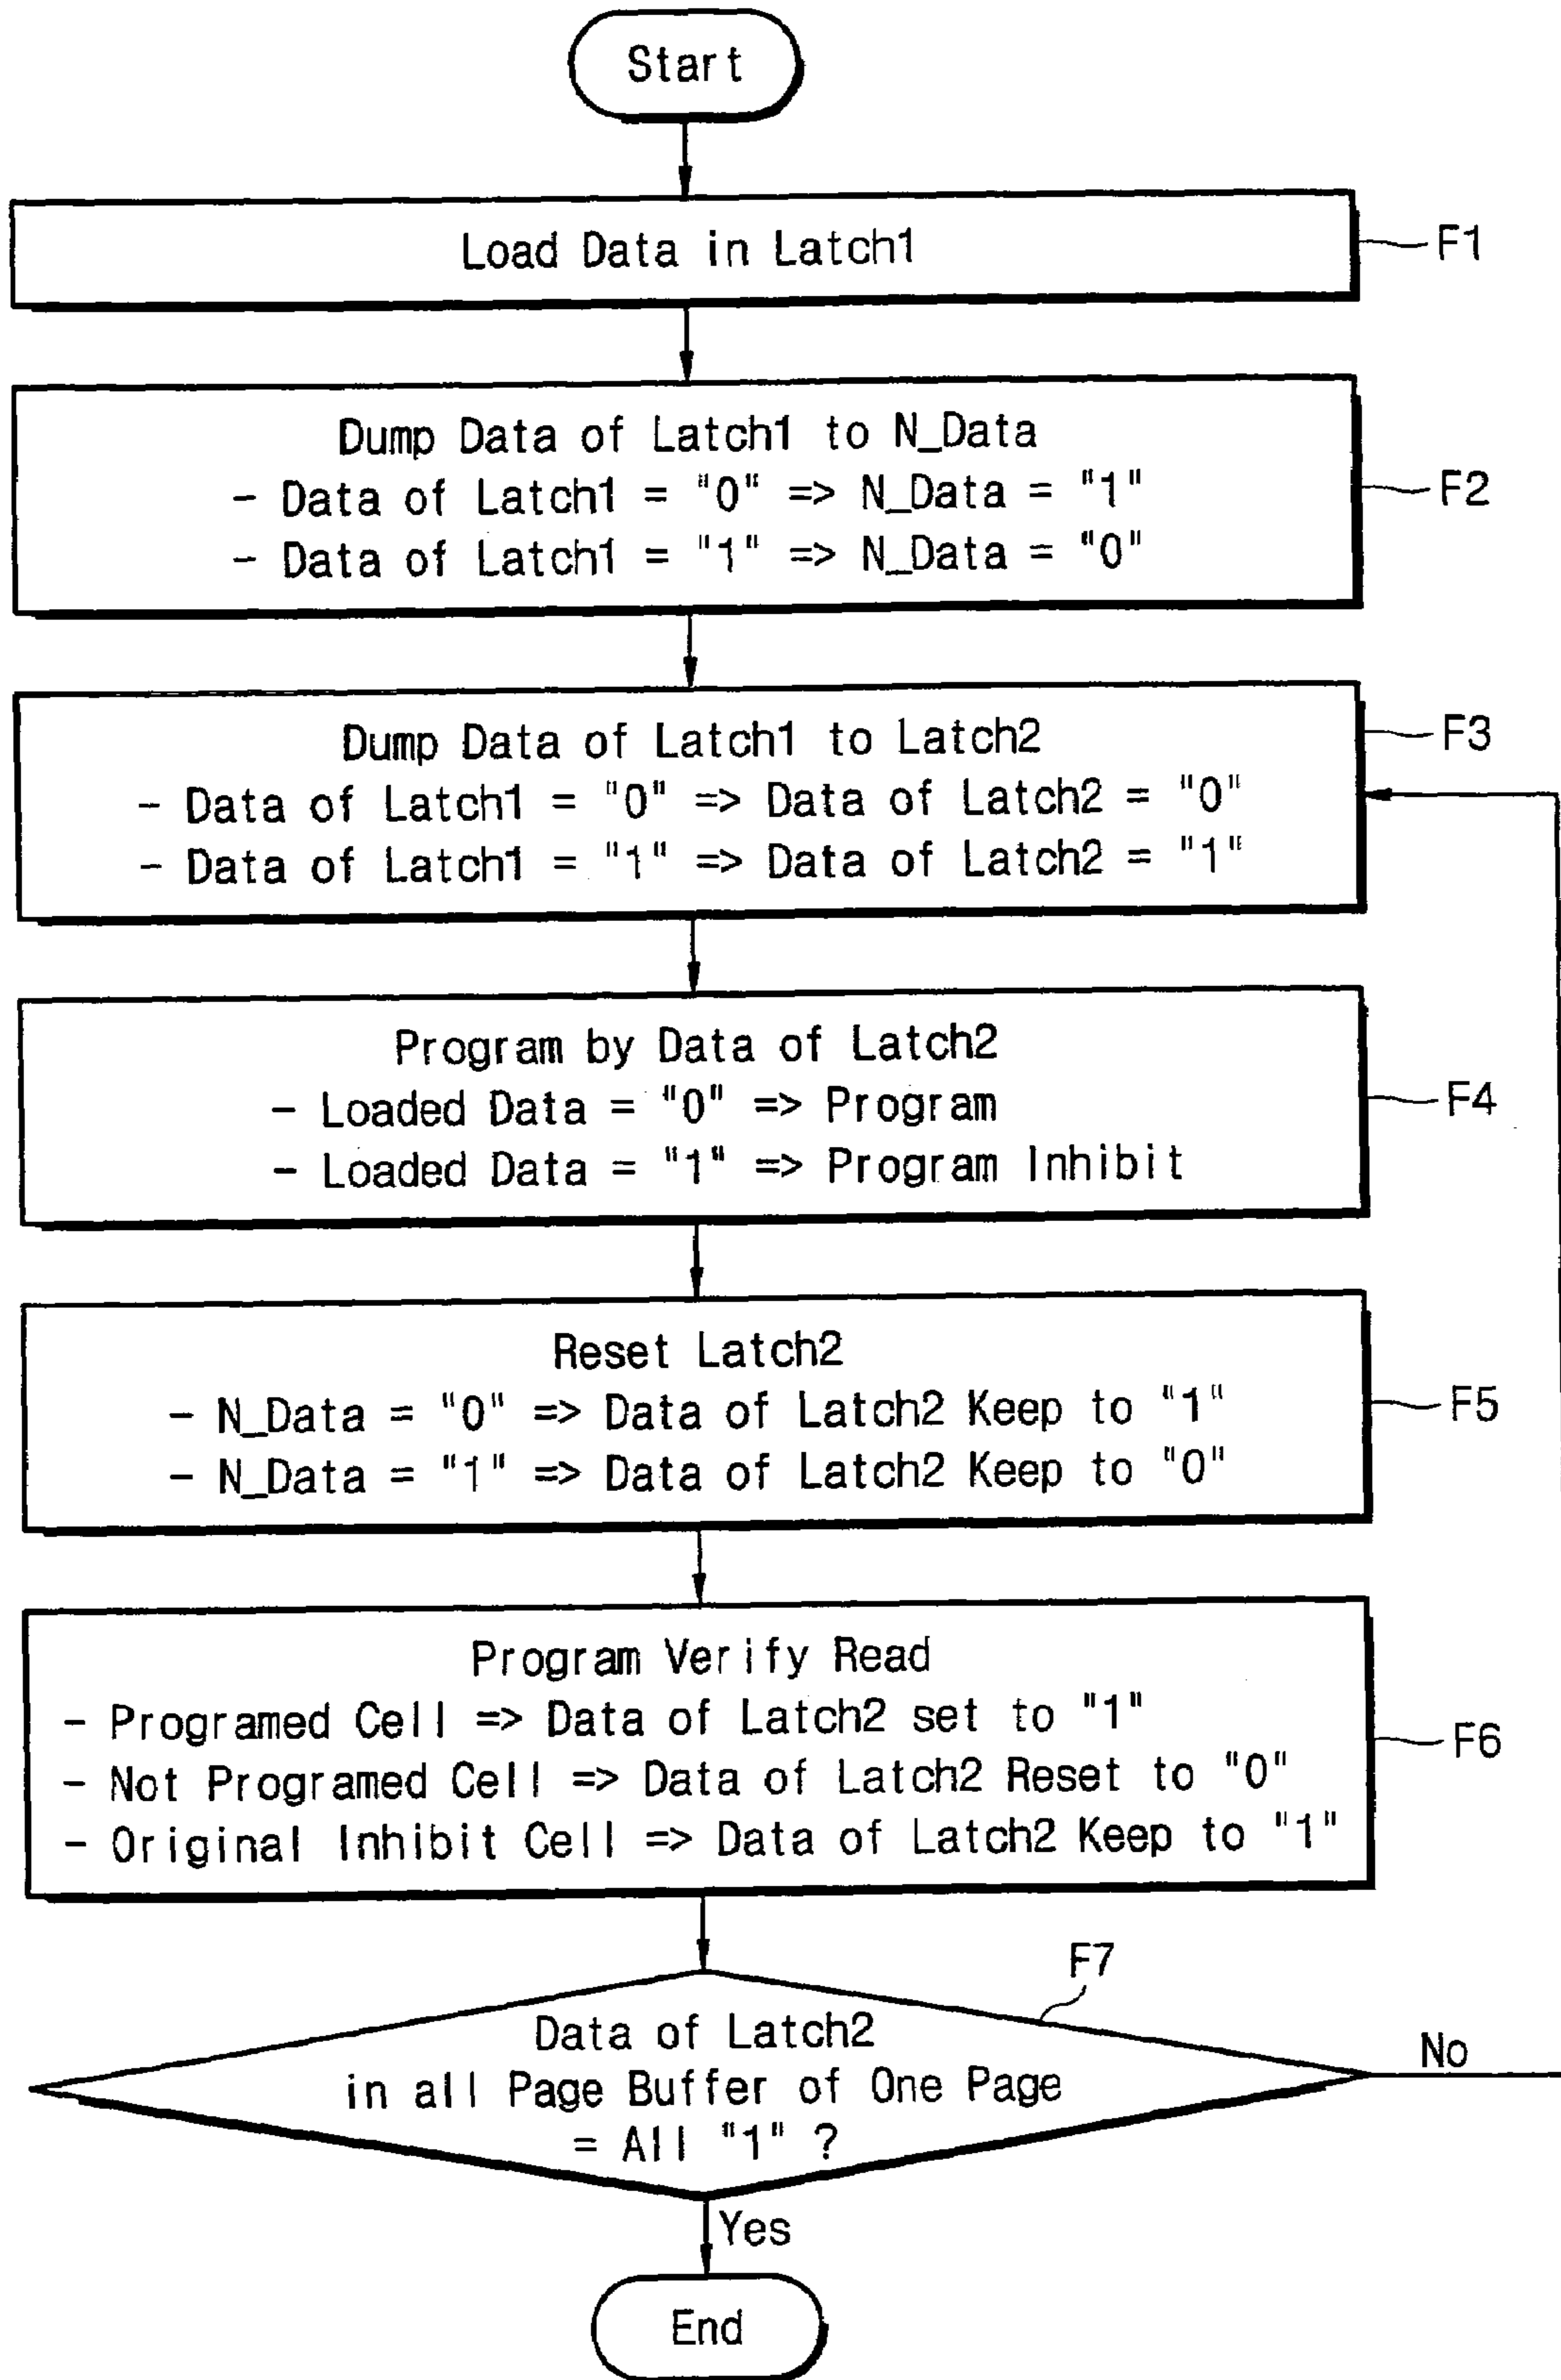 Start
Load Data in Latch1
F1
Dump Data of Latch1 to N_Data
- Data of Latch1 = "0" => N_Data = "1"
- Data of Latch1 = "1" => N_Data = "0"
F2
Dump Data of Latch1 to Latch2
- Data of Latch1 = "0" => Data of Latch2 = "0"
- Data of Latch1 = "1" => Data of Latch2 = "1"
F3
Program by Data of Latch2
- Loaded Data = "0" => Program
- Loaded Data = "1" => Program Inhibit
F4
Reset Latch2
- N_Data = "0" => Data of Latch2 Keep to "1"
- N_Data = "1" => Data of Latch2 Keep to "0"
F5
Program Verify Read
- Programed Cell => Data of Latch2 set to "1"
- Not Programed Cell => Data of Latch2 Reset to "0"
- Original Inhibit Cell => Data of Latch2 Keep to "1"
F6
F7
Data of Latch2
in all Page Buffer of One Page
= All "1" ?
No
Yes
End